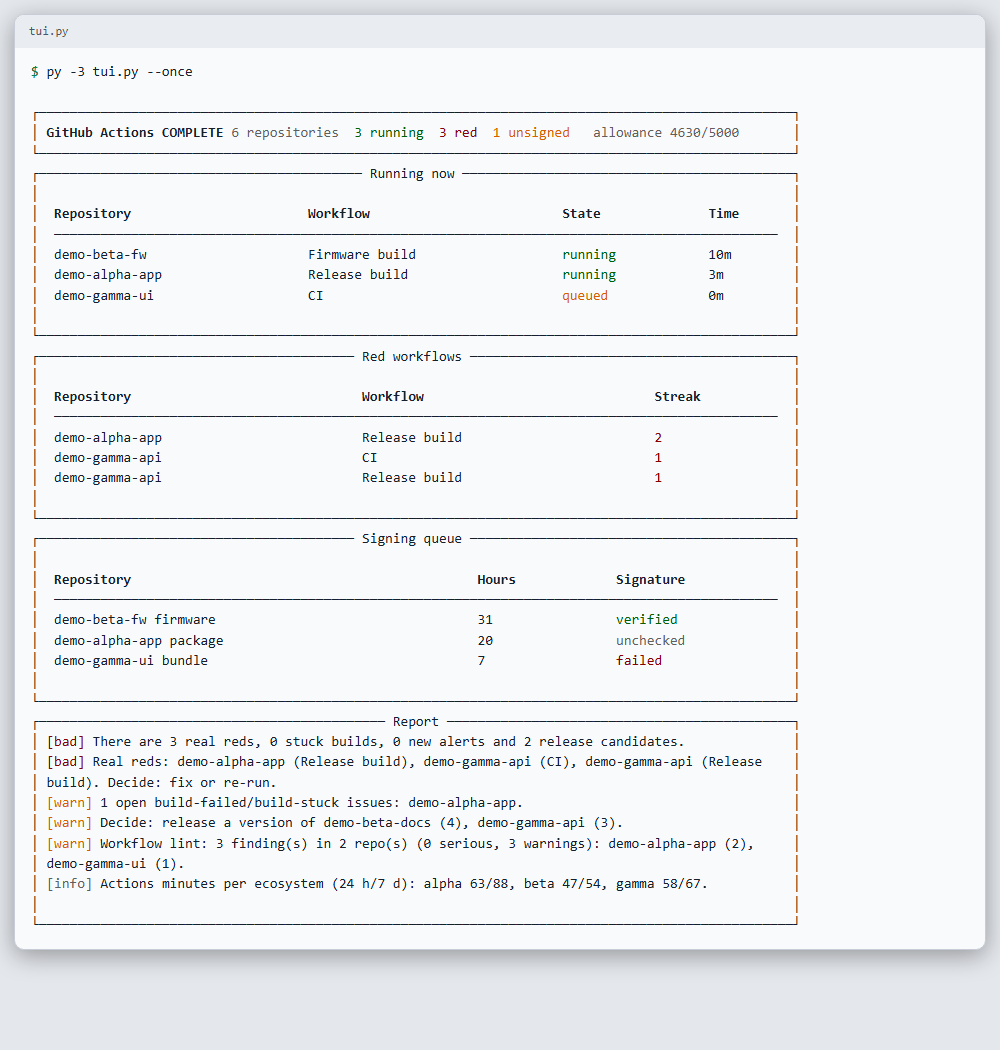 tui.py
$ py -3 tui.py --once
GitHub Actions COMPLETE 6 repositories 3 running 3 red 1 unsigned allowance 4630/5000
Running now
Repository Workflow State Time
demo-beta-fw Firmware build running 10m
demo-alpha-app Release build running 3m
demo-gamma-ui CI queued 0m
Red workflows
Repository Workflow Streak
demo-alpha-app Release build 2
demo-gamma-api CI 1
demo-gamma-api Release build 1
Signing queue
Repository Hours Signature
demo-beta-fw firmware 31 verified
demo-alpha-app package 20 unchecked
demo-gamma-ui bundle 7 failed
Report
[bad] There are 3 real reds, 0 stuck builds, 0 new alerts and 2 release candidates.
[bad] Real reds: demo-alpha-app (Release build), demo-gamma-api (CI), demo-gamma-api (Release
build). Decide: fix or re-run.
[warn] 1 open build-failed/build-stuck issues: demo-alpha-app.
[warn] Decide: release a version of demo-beta-docs (4), demo-gamma-api (3).
[warn] Workflow lint: 3 finding(s) in 2 repo(s) (0 serious, 3 warnings): demo-alpha-app (2),
demo-gamma-ui (1).
[info] Actions minutes per ecosystem (24 h/7 d): alpha 63/88, beta 47/54, gamma 58/67.